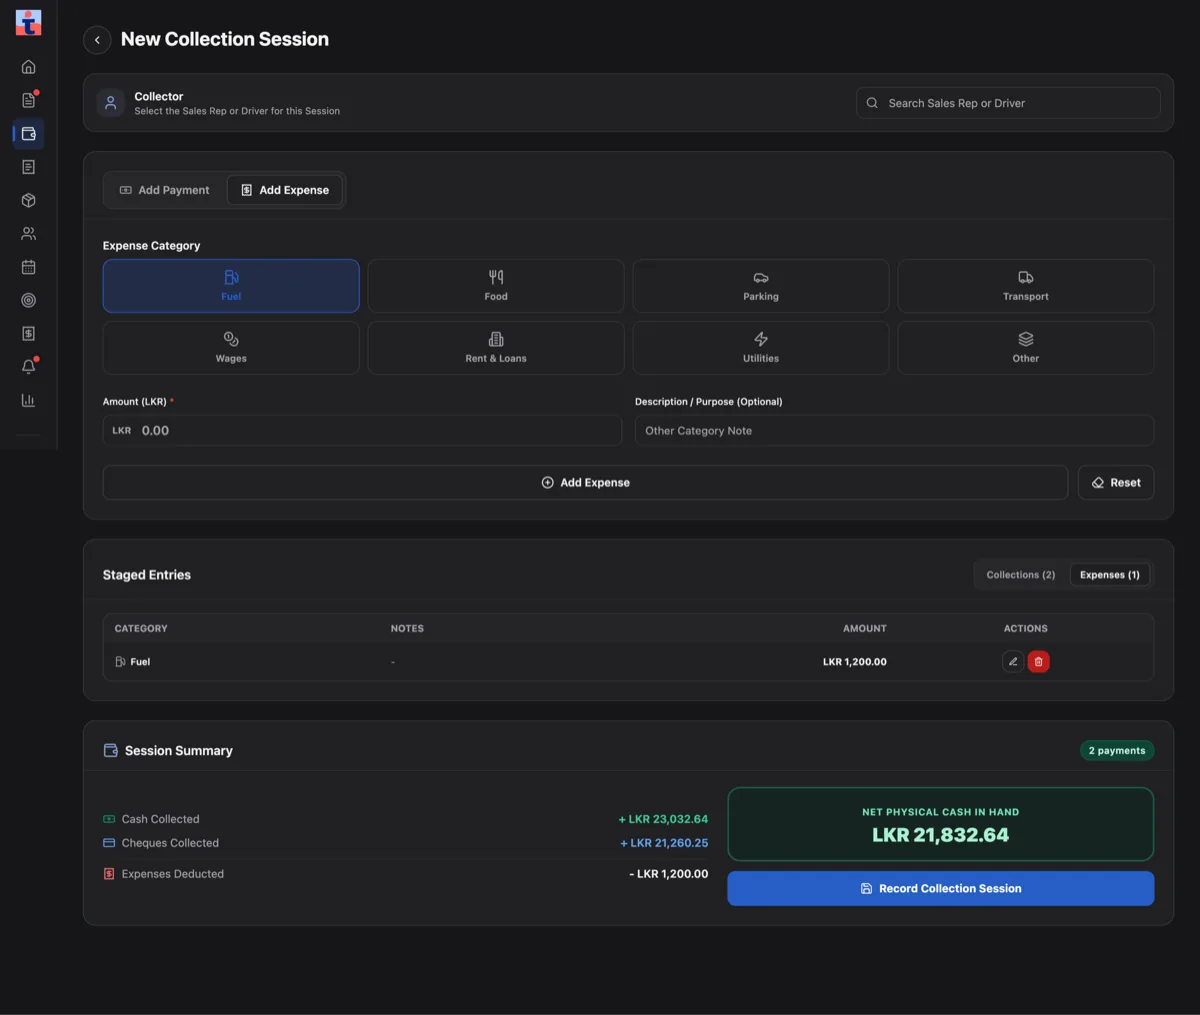 New Collection Session
Collector
Select the Sales Rep or Driver for this Session
Search Sales Rep or Driver
Add Payment
Add Expense
Expense Category
Fuel
Food
Parking
Transport
Wages
Rent & Loans
Utilities
Other
Amount (LKR) *
Description / Purpose (Optional)
LKR 0.00
Other Category Note
Add Expense
Reset
Staged Entries
Collections (2)
Expenses (1)
CATEGORY NOTES AMOUNT ACTIONS
Fuel - LKR 1,200.00
Session Summary
2 payments
Cash Collected + LKR 23,032.64
Cheques Collected + LKR 21,260.25
Expenses Deducted - LKR 1,200.00
NET PHYSICAL CASH IN HAND
LKR 21,832.64
Record Collection Session